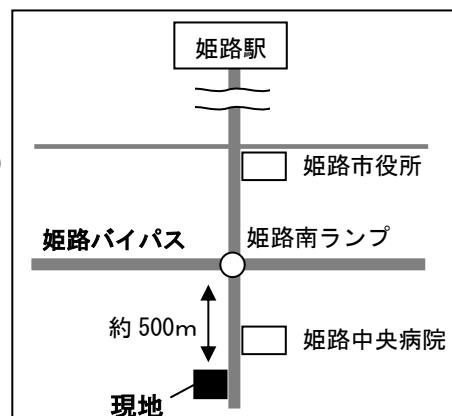 姫路駅
姫路市役所
姫路バイパス
姫路南ランプ
約 500m
姫路中央病院
現地